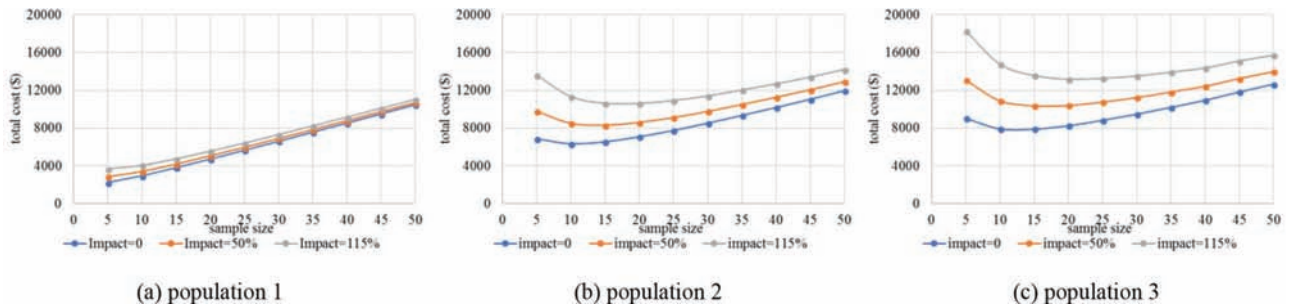 20000
16000
12000
8000
4000
0
total cost ($)
0 5 10 15 20 25 30 35 40 45 50
sample size
Impact=0 Impact=50% Impact=115%
(a) population 1
20000
16000
12000
8000
4000
0
total cost ($)
0 5 10 15 20 25 30 35 40 45 50
sample size
impact=0 impact=50% impact=115%
(b) population 2
20000
16000
12000
8000
4000
0
total cost ($)
0 5 10 15 20 25 30 35 40 45 50
sample size
impact=0 impact=50% impact=115%
(c) population 3